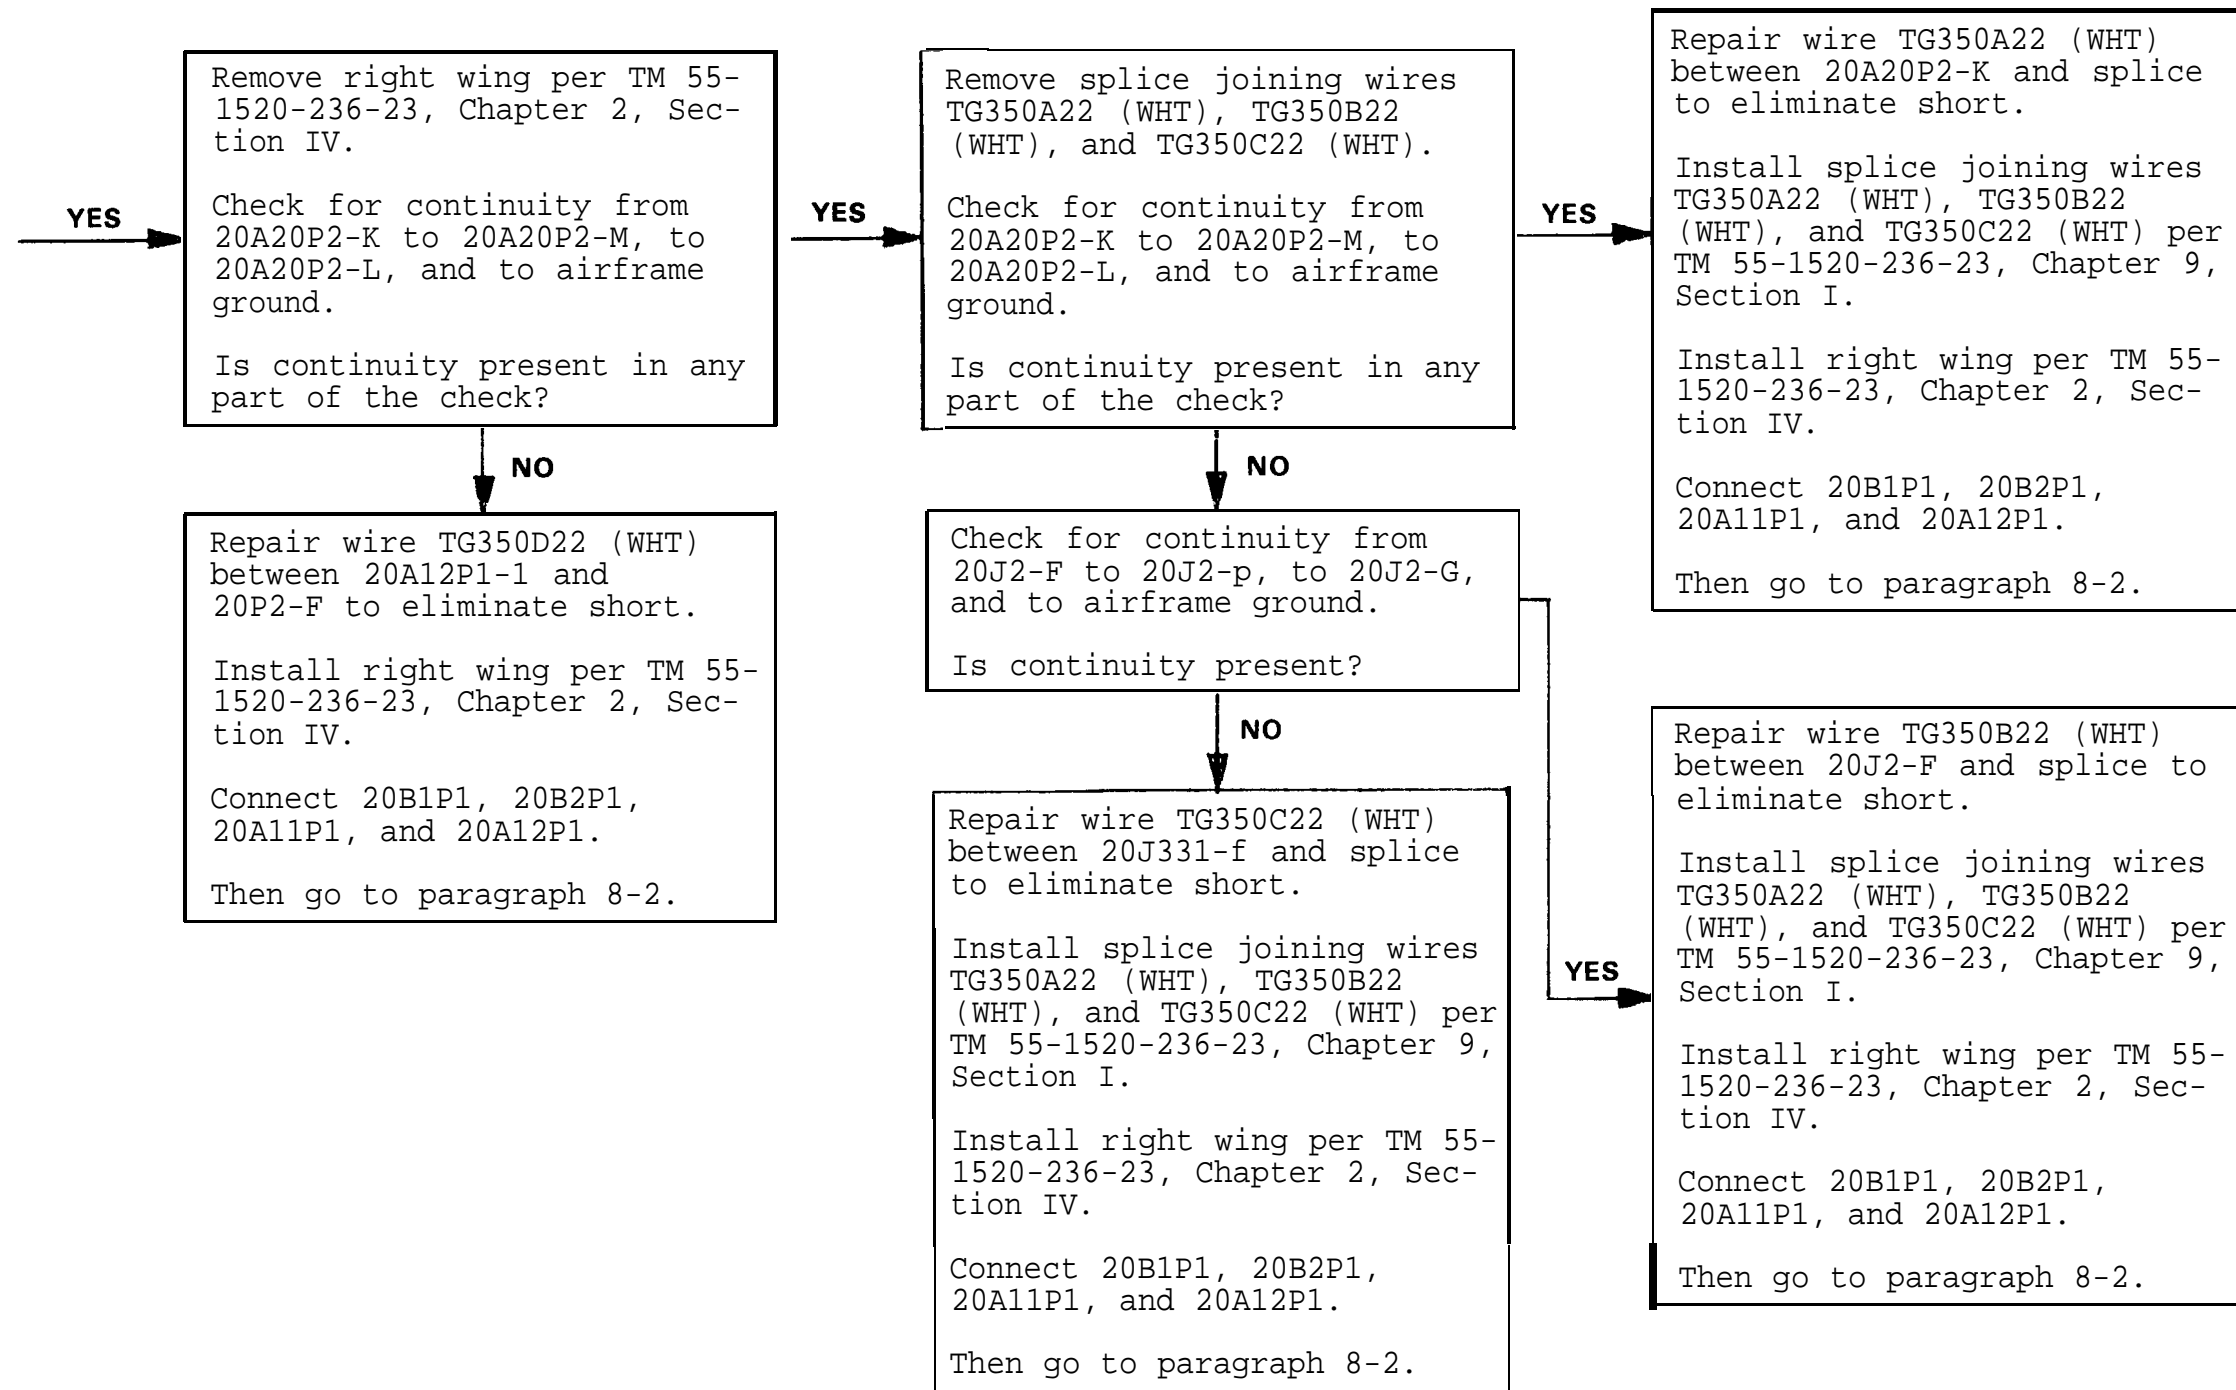 YES
Remove right wing per TM 55-
1520-236-23, Chapter 2, Sec-
tion IV.
Check for continuity from
20A20P2-K to 20A20P2-M, to
20A20P2-L, and to airframe
ground.
Is continuity present in any
part of the check?
NO
Repair wire TG350D22 (WHT)
between 20A12P1-1 and
20P2-F to eliminate short.
Install right wing per TM 55-
1520-236-23, Chapter 2, Sec-
tion IV.
Connect 20B1P1, 20B2P1,
20A11P1, and 20A12P1.
Then go to paragraph 8-2.
YES
Remove splice joining wires
TG350A22 (WHT), TG350B22
(WHT), and TG350C22 (WHT).
Check for continuity from
20A20P2-K to 20A20P2-M, to
20A20P2-L, and to airframe
ground.
Is continuity present in any
part of the check?
NO
Check for continuity from
20J2-F to 20J2-p, to 20J2-G,
and to airframe ground.
Is continuity present?
NO
Repair wire TG350C22 (WHT)
between 20J331-f and splice
to eliminate short.
Install splice joining wires
TG350A22 (WHT), TG350B22
(WHT), and TG350C22 (WHT) per
TM 55-1520-236-23, Chapter 9,
Section I.
Install right wing per TM 55-
1520-236-23, Chapter 2, Sec-
tion IV.
Connect 20B1P1, 20B2P1,
20A11P1, and 20A12P1.
Then go to paragraph 8-2.
YES
Repair wire TG350A22 (WHT)
between 20A20P2-K and splice
to eliminate short.
Install splice joining wires
TG350A22 (WHT), TG350B22
(WHT), and TG350C22 (WHT) per
TM 55-1520-236-23, Chapter 9,
Section I.
Install right wing per TM 55-
1520-236-23, Chapter 2, Sec-
tion IV.
Connect 20B1P1, 20B2P1,
20A11P1, and 20A12P1.
Then go to paragraph 8-2.
YES
Repair wire TG350B22 (WHT)
between 20J2-F and splice to
eliminate short.
Install splice joining wires
TG350A22 (WHT), TG350B22
(WHT), and TG350C22 (WHT) per
TM 55-1520-236-23, Chapter 9,
Section I.
Install right wing per TM 55-
1520-236-23, Chapter 2, Sec-
tion IV.
Connect 20B1P1, 20B2P1,
20A11P1, and 20A12P1.
Then go to paragraph 8-2.